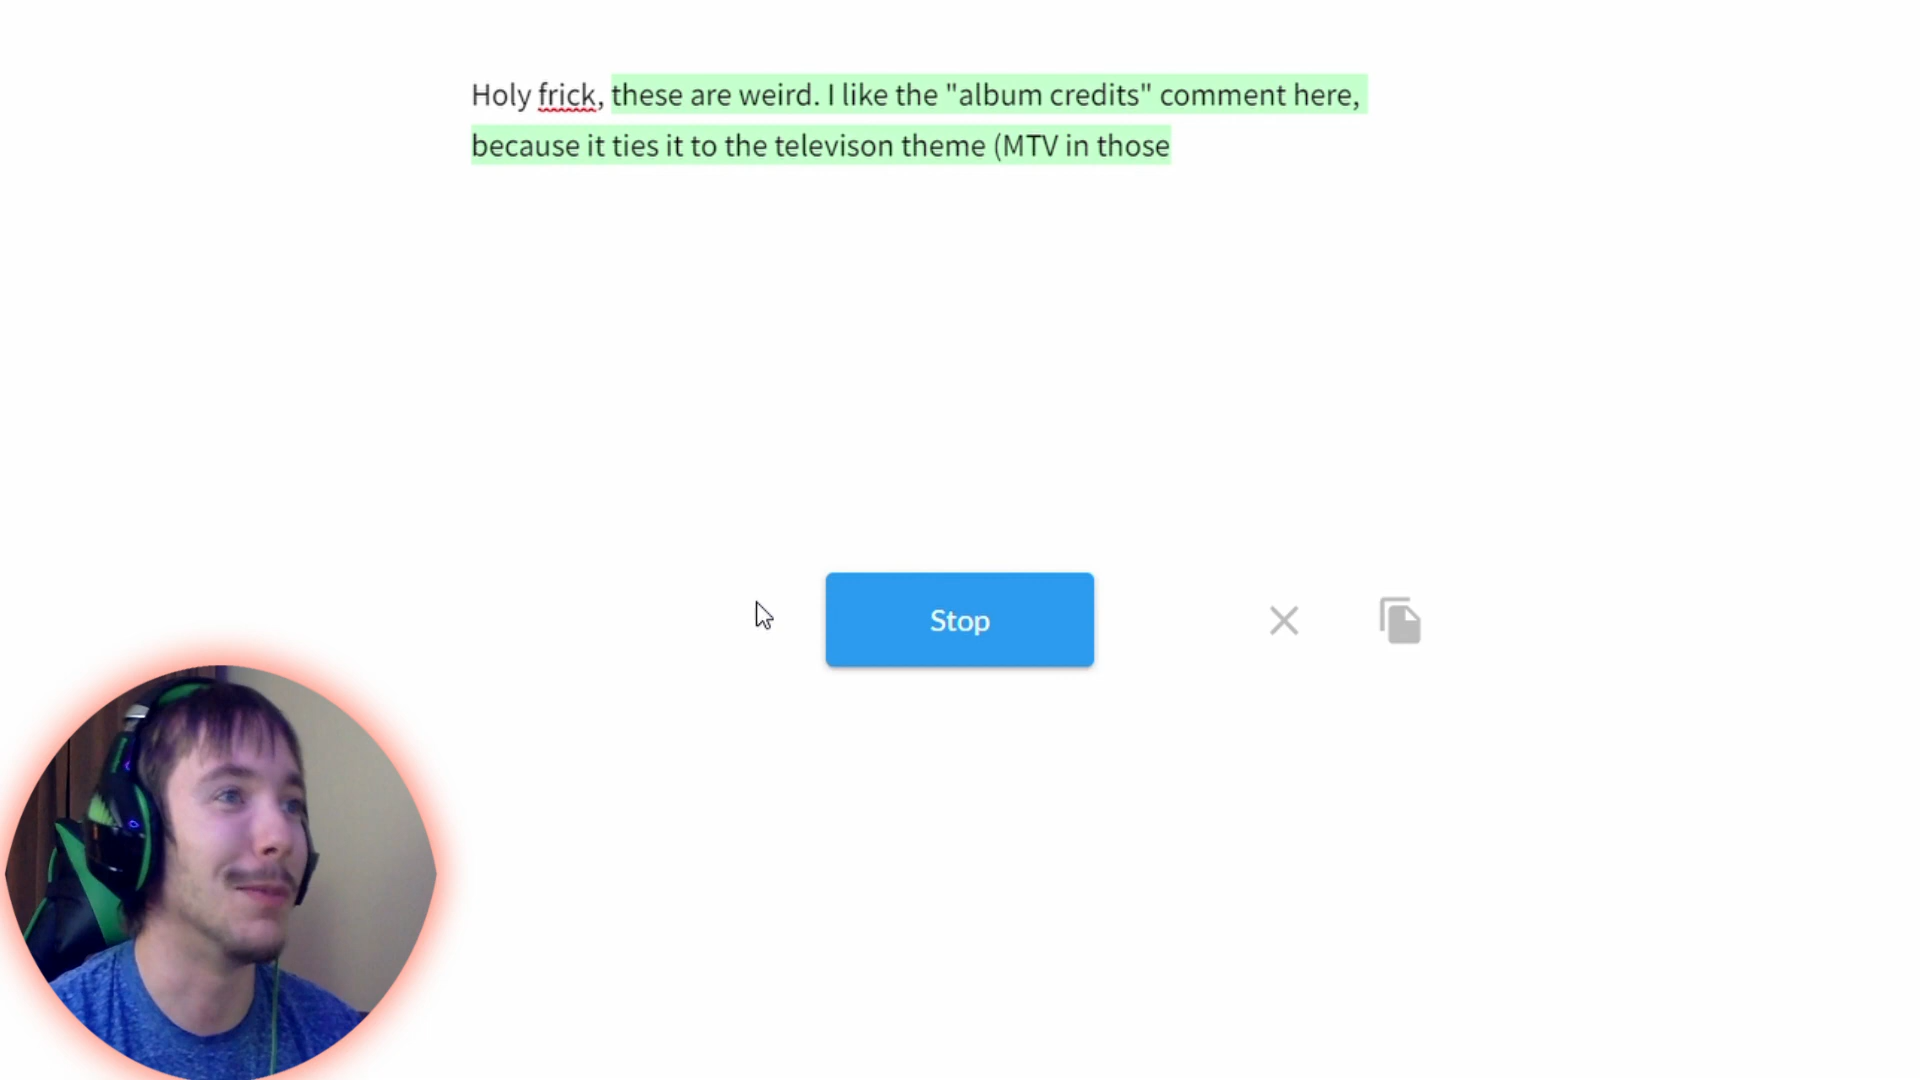 Holy frick, these are weird. I like the "album credits" comment here,
because it ties it to the televison theme (MTV in those
Stop